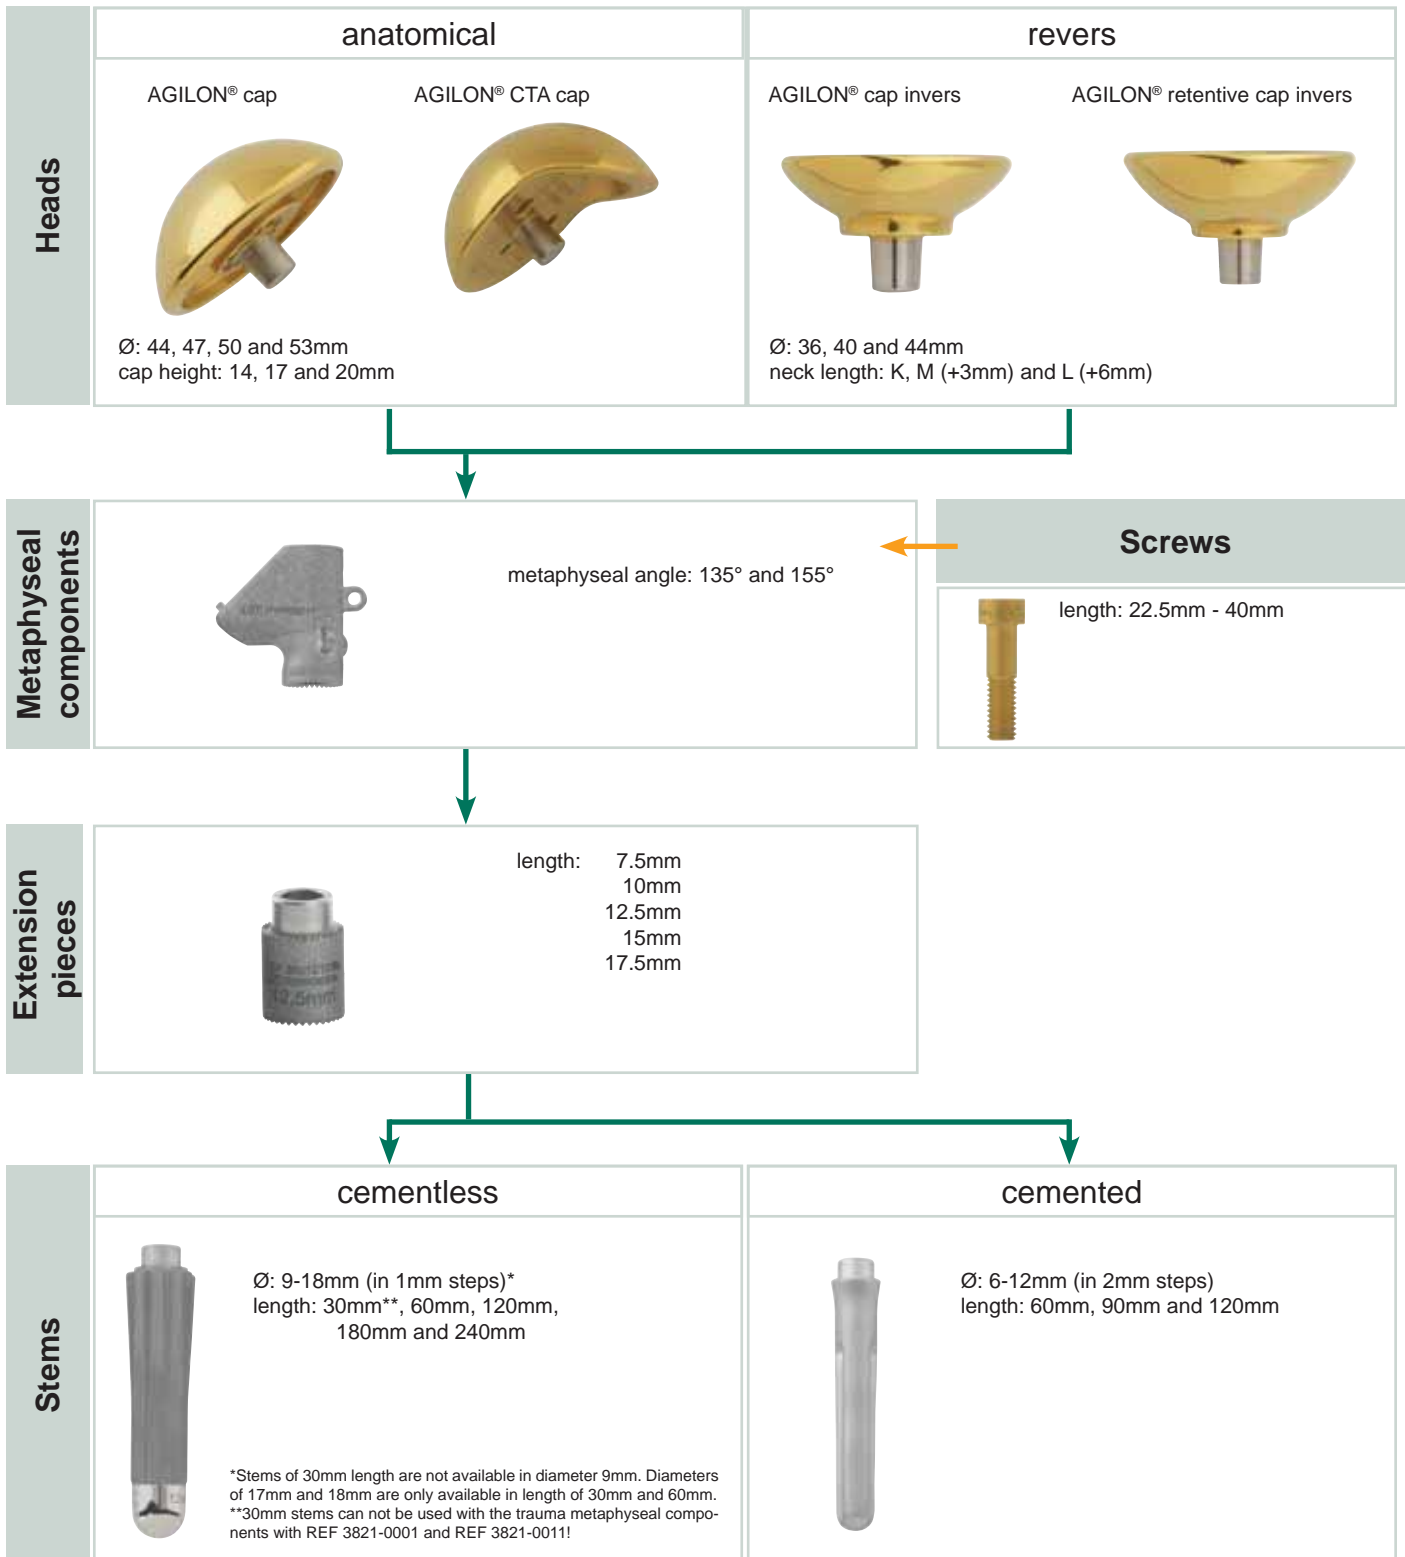 anatomical
revers
Heads
AGILON® cap
AGILON® CTA cap
AGILON® cap invers
AGILON® retentive cap invers
Ø: 44, 47, 50 and 53mm
cap height: 14, 17 and 20mm
Ø: 36, 40 and 44mm
neck length: K, M (+3mm) and L (+6mm)
Metaphyseal
components
metaphyseal angle: 135° and 155°
Screws
length: 22.5mm - 40mm
Extension
pieces
length: 7.5mm
10mm
12.5mm
15mm
17.5mm
12,5mm
Stems
cementless
cemented
Ø: 9-18mm (in 1mm steps)*
length: 30mm**, 60mm, 120mm,
180mm and 240mm
Ø: 6-12mm (in 2mm steps)
length: 60mm, 90mm and 120mm
*Stems of 30mm length are not available in diameter 9mm. Diameters
of 17mm and 18mm are only available in length of 30mm and 60mm.
**30mm stems can not be used with the trauma metaphyseal compo-
nents with REF 3821-0001 and REF 3821-0011!